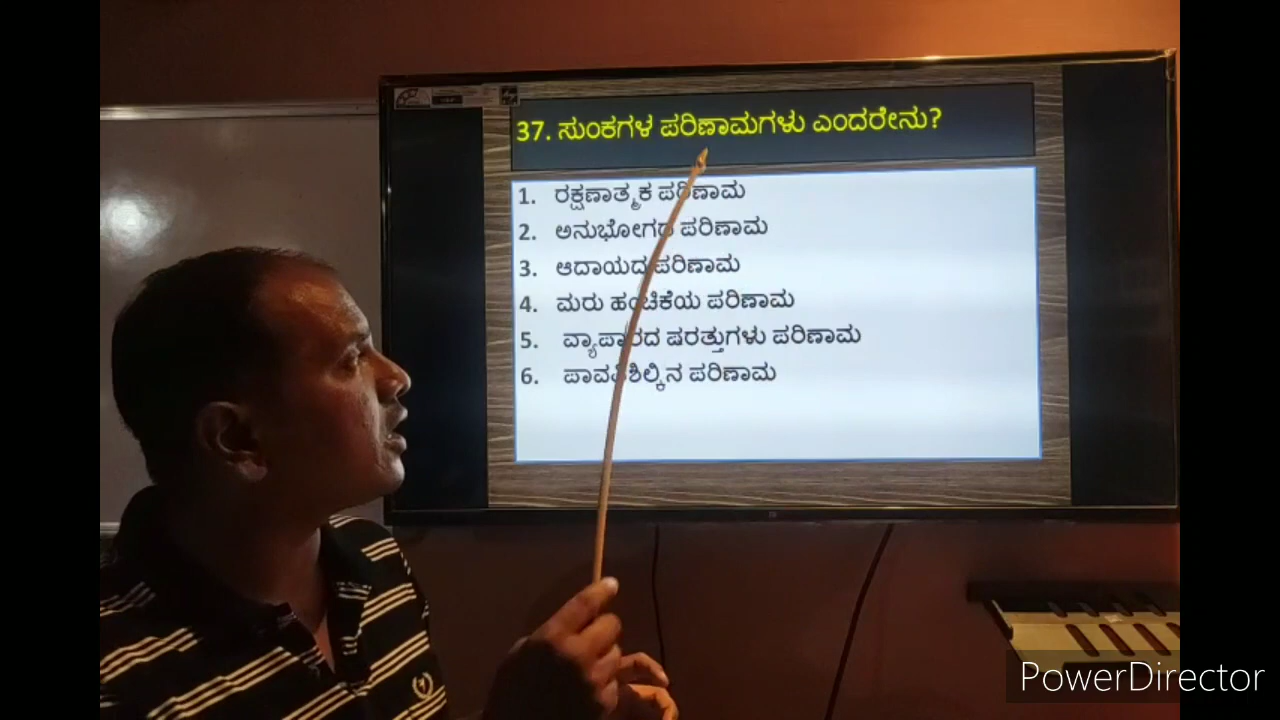 37. ಸುಂಕಗಳ ಪರಿಣಾಮಗಳು ಎಂದರೇನು?
1. ರಕ್ಷಣಾತ್ಮಕ ಪರಿಣಾಮ
2. ಅನುಭೋಗದ ಪರಿಣಾಮ
3. ಆದಾಯದ ಪರಿಣಾಮ
4. ಮರು ಹಂಚಿಕೆಯ ಪರಿಣಾಮ
5. ವ್ಯಾಪಾರದ ಷರತ್ತುಗಳು ಪರಿಣಾಮ
6. ಪಾವತಿಶಿಲ್ಕಿನ ಪರಿಣಾಮ
PowerDirector